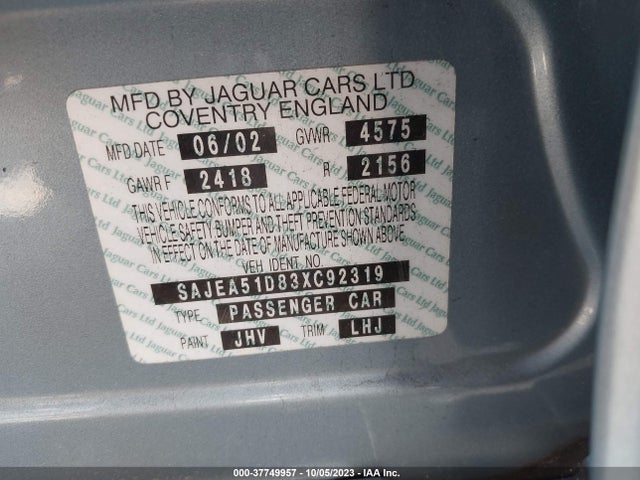 MFD BY JAGUAR CARS LTD
COVENTRY ENGLAND
MFD DATE 06/02 GVWR 4575
GAWR F 2418 R 2156
THIS VEHICLE CONFORMS TO ALL APPLICABLE FEDERAL MOTOR
VEHICLE SAFETY BUMPER AND THEFT PREVENTION STANDARDS
IN EFFECT ON THE DATE OF MANUFACTURE SHOWN ABOVE
VEH IDENT NO
SAJEA51D83XC92319
TYPE PASSENGER CAR
PAINT JHV TRIM LHJ
000-37749957 - 10/05/2023 - IAA Inc.